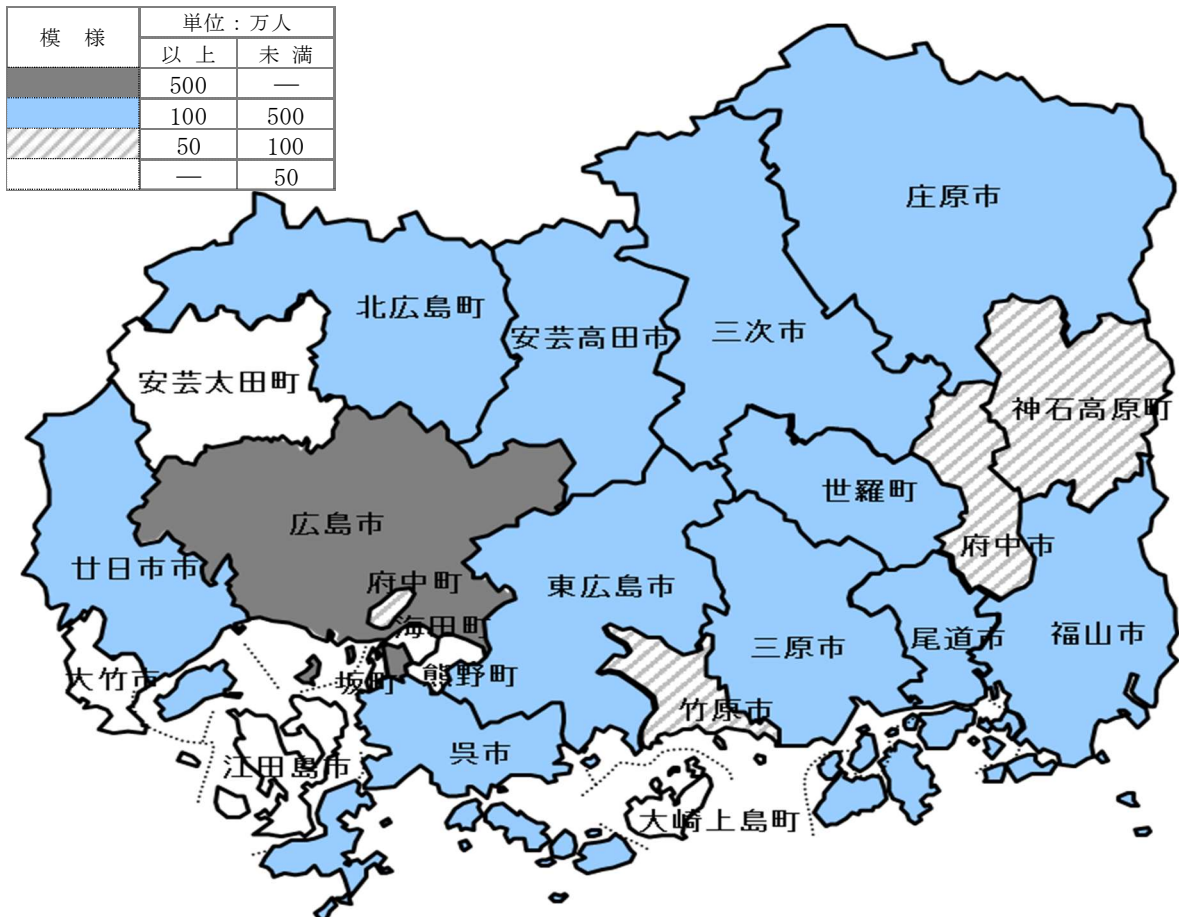 模 様
単位：万人
以 上 未 満
500 —
100 500
50 100
— 50
庄原市
北広島町
安芸高田市
三次市
安芸太田町
神石高原町
世羅町
広島市
府中市
廿日市市
府中町
東広島市
海田町
三原市
尾道市
福山市
大竹市
坂町
熊野町
竹原市
呉市
江田島市
大崎上島町